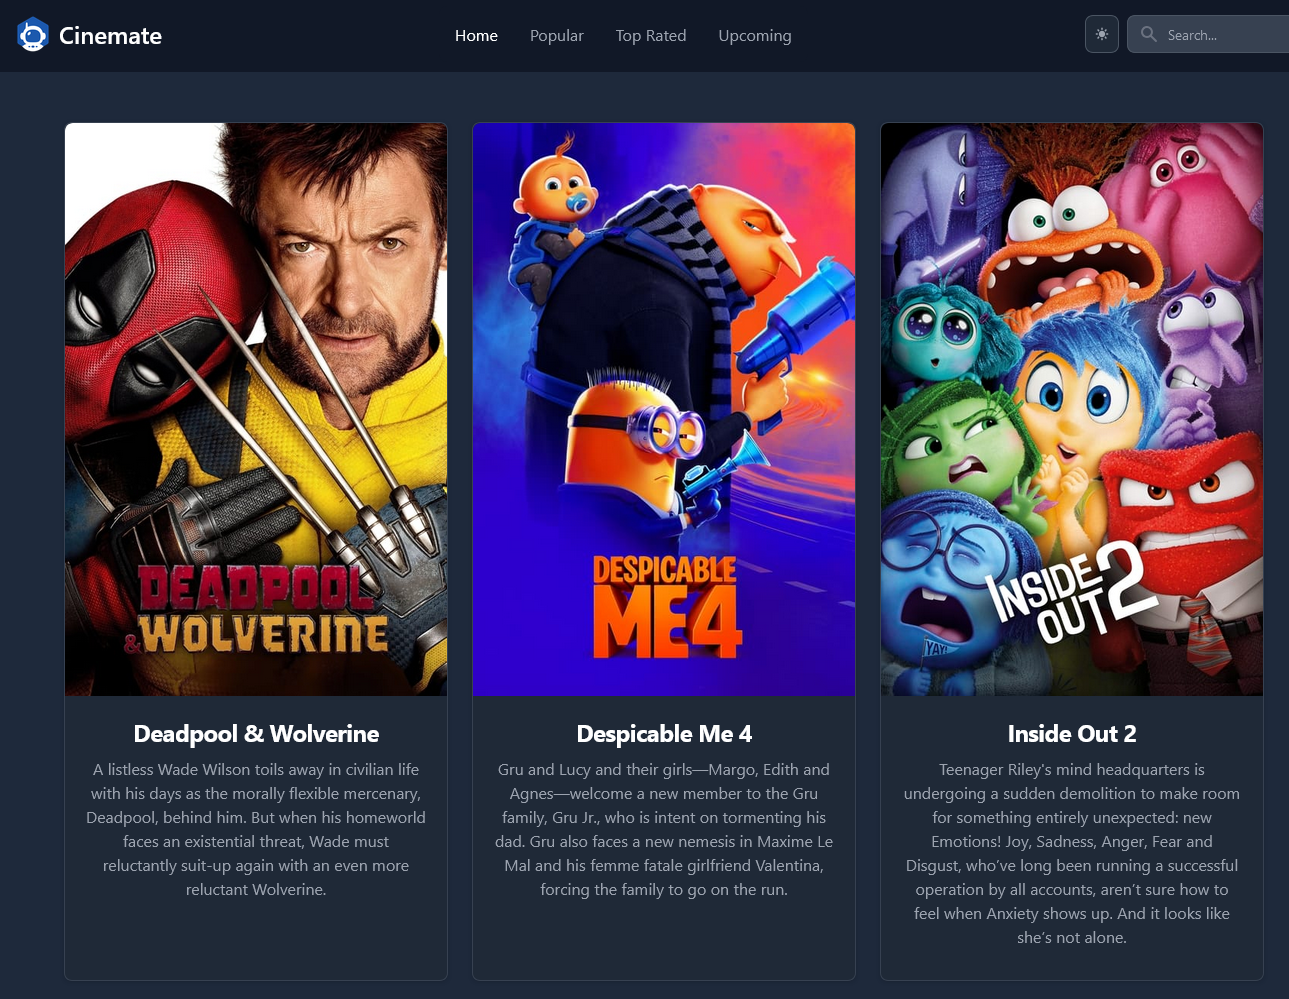 Cinemate
Home
Popular
Top Rated
Upcoming
Search...
DEADPOOL
&WOLVERINE
DESPICABLE
ME4
INSIDE
OUT2
YAY!
Deadpool & Wolverine
A listless Wade Wilson toils away in civilian life
with his days as the morally flexible mercenary,
Deadpool, behind him. But when his homeworld
faces an existential threat, Wade must
reluctantly suit-up again with an even more
reluctant Wolverine.
Despicable Me 4
Gru and Lucy and their girls—Margo, Edith and
Agnes—welcome a new member to the Gru
family, Gru Jr., who is intent on tormenting his
dad. Gru also faces a new nemesis in Maxime Le
Mal and his femme fatale girlfriend Valentina,
forcing the family to go on the run.
Inside Out 2
Teenager Riley's mind headquarters is
undergoing a sudden demolition to make room
for something entirely unexpected: new
Emotions! Joy, Sadness, Anger, Fear and
Disgust, who’ve long been running a successful
operation by all accounts, aren’t sure how to
feel when Anxiety shows up. And it looks like
she’s not alone.